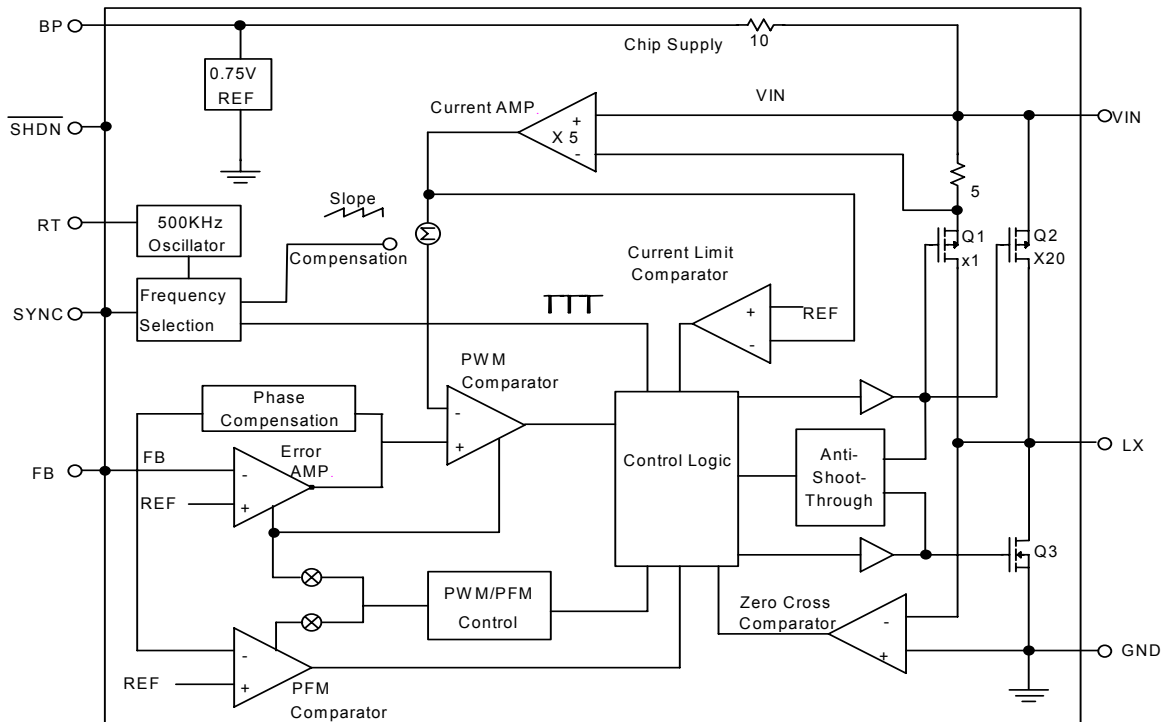 BP
Chip Supply
10
0.75V
REF
Current AMP.
VIN
+
X 5
-
VIN
SHDN
5
Slope
RT
500KHz
Oscillator
Compensation
Q1
x1
Q2
X20
Current Limit
Comparator
Frequency
Selection
SYNC
+
REF
-
PWM
Comparator
Phase
Compensation
-
+
Control Logic
Anti-
Shoot-
Through
LX
FB
FB
Error
AMP.
-
REF
+
Q3
PWM/PFM
Control
Zero Cross
Comparator
-
+
GND
-
REF
+
PFM
Comparator
Σ